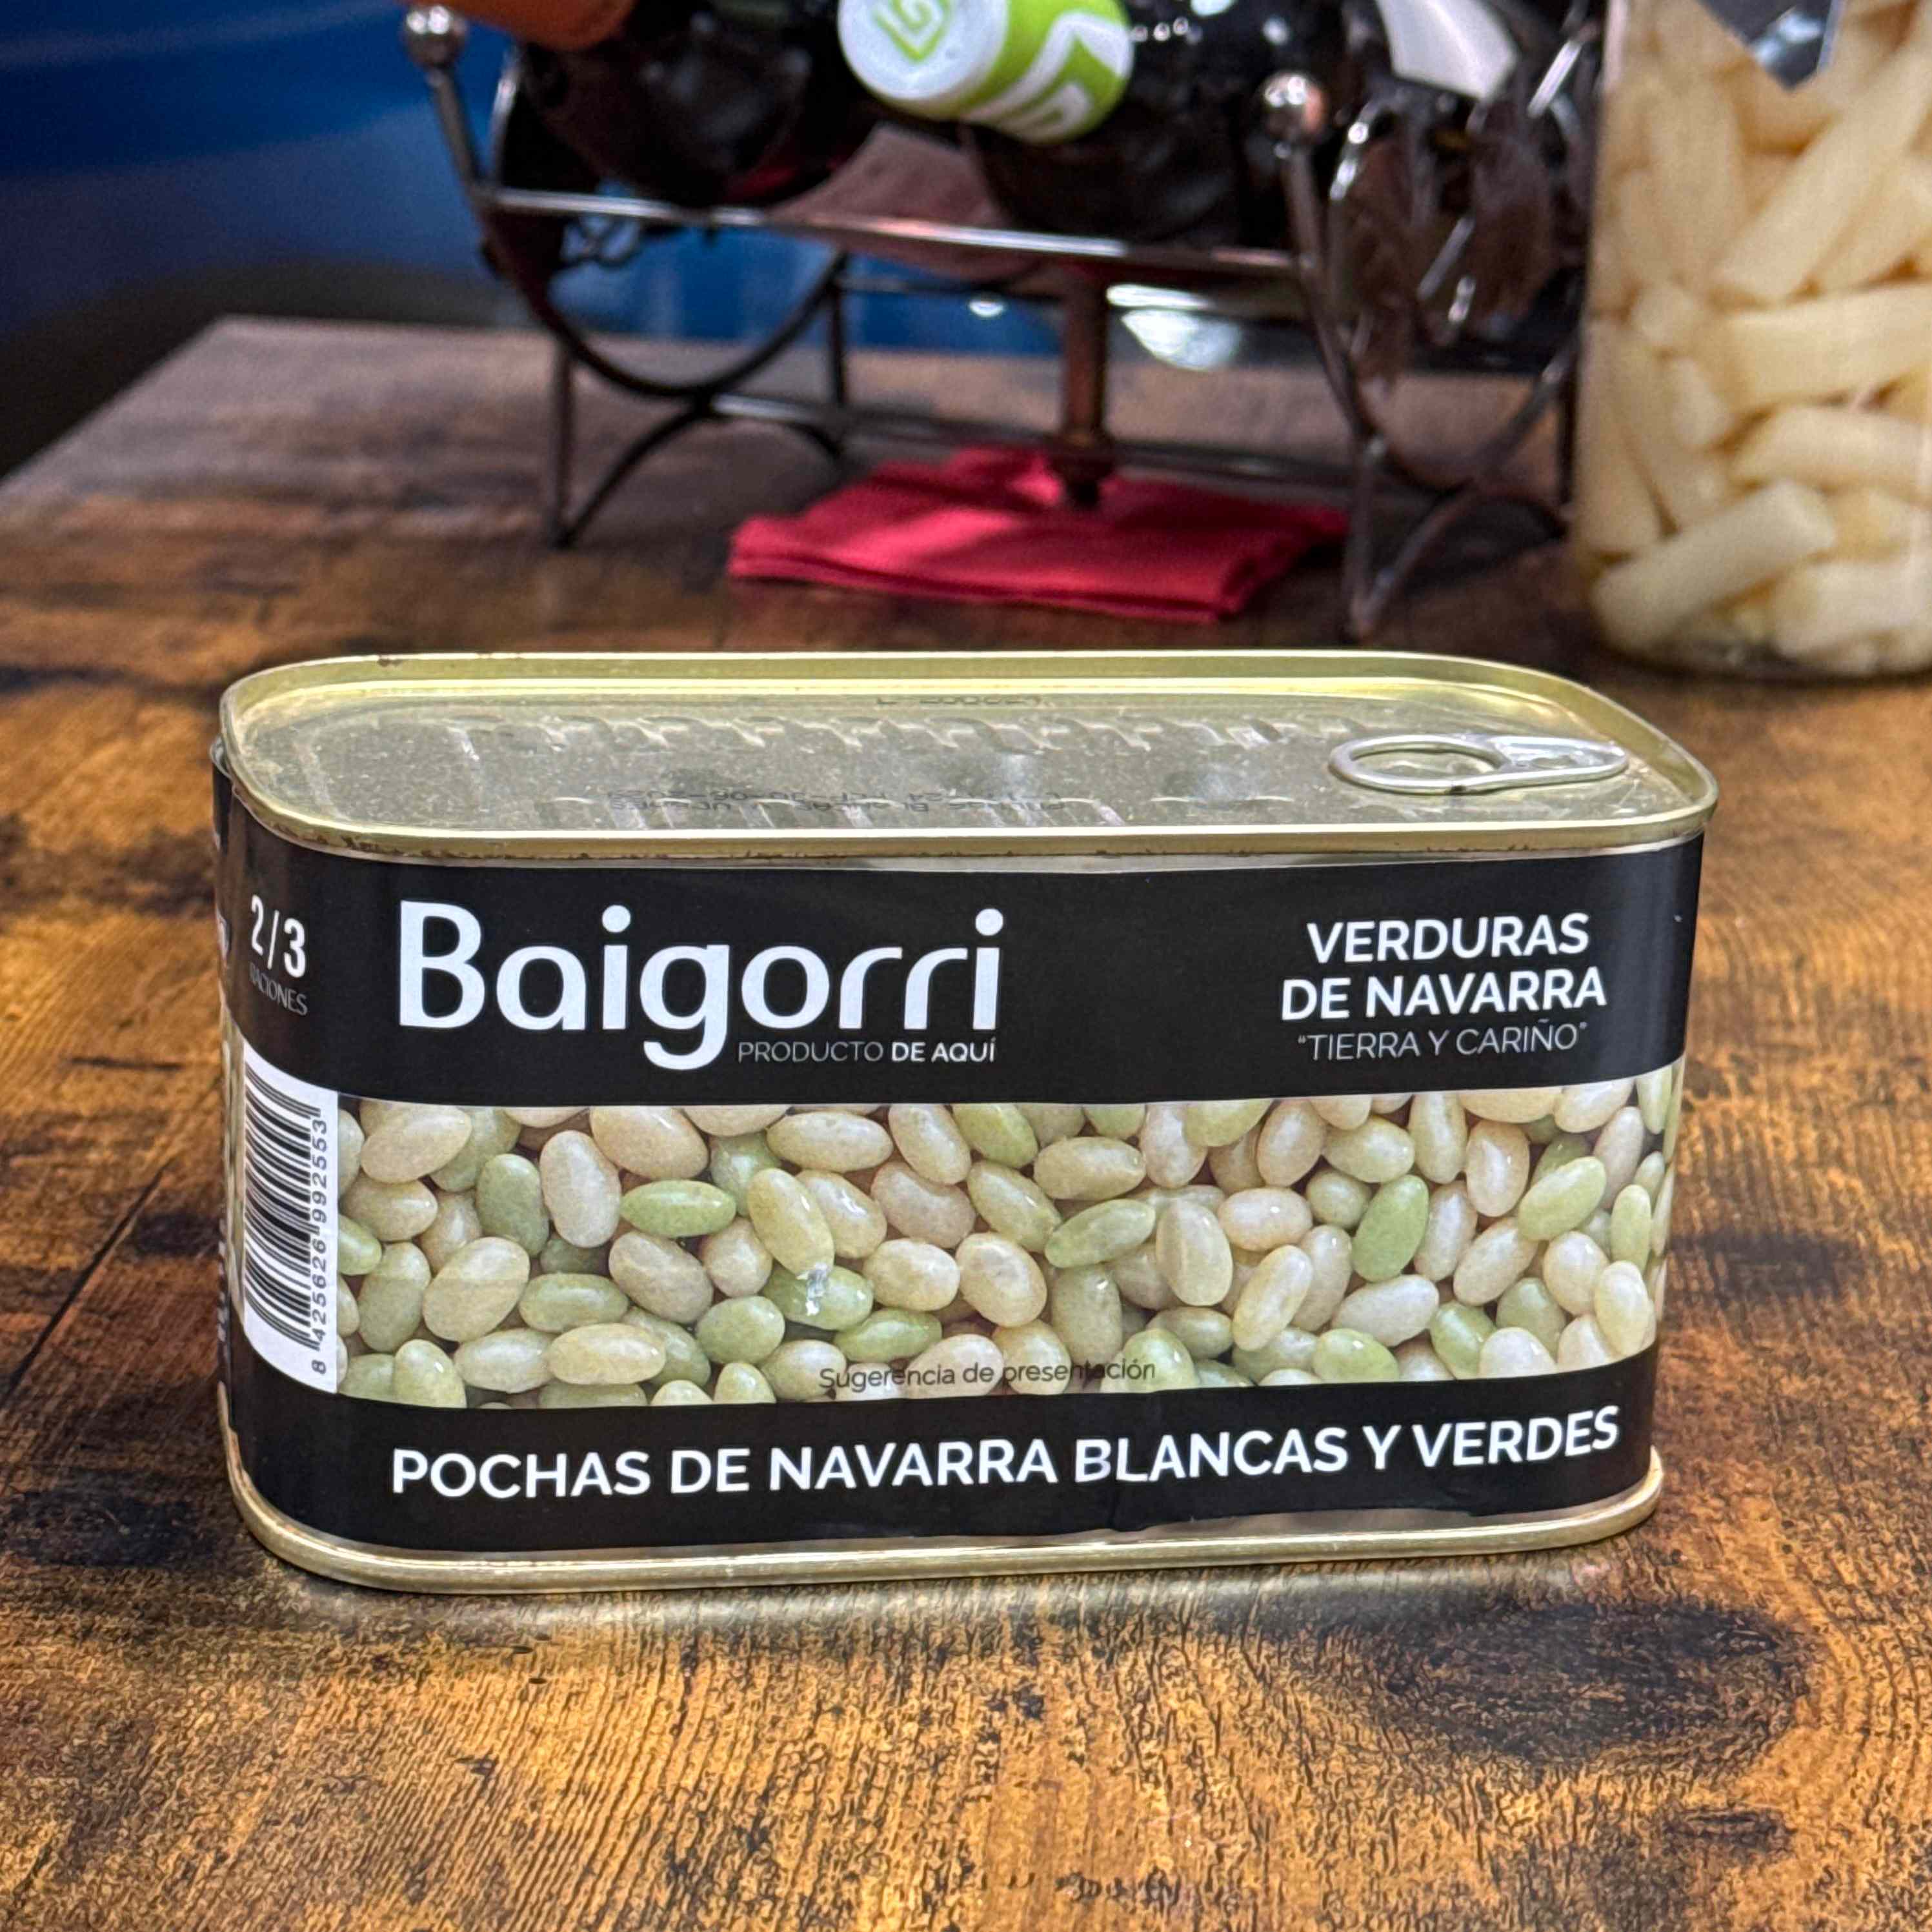 2/3
RACIONES
Baigorri
PRODUCTO DE AQUÍ
VERDURAS
DE NAVARRA
“TIERRA Y CARIÑO”
8 425626 992553
Sugerencia de presentación
POCHAS DE NAVARRA BLANCAS Y VERDES